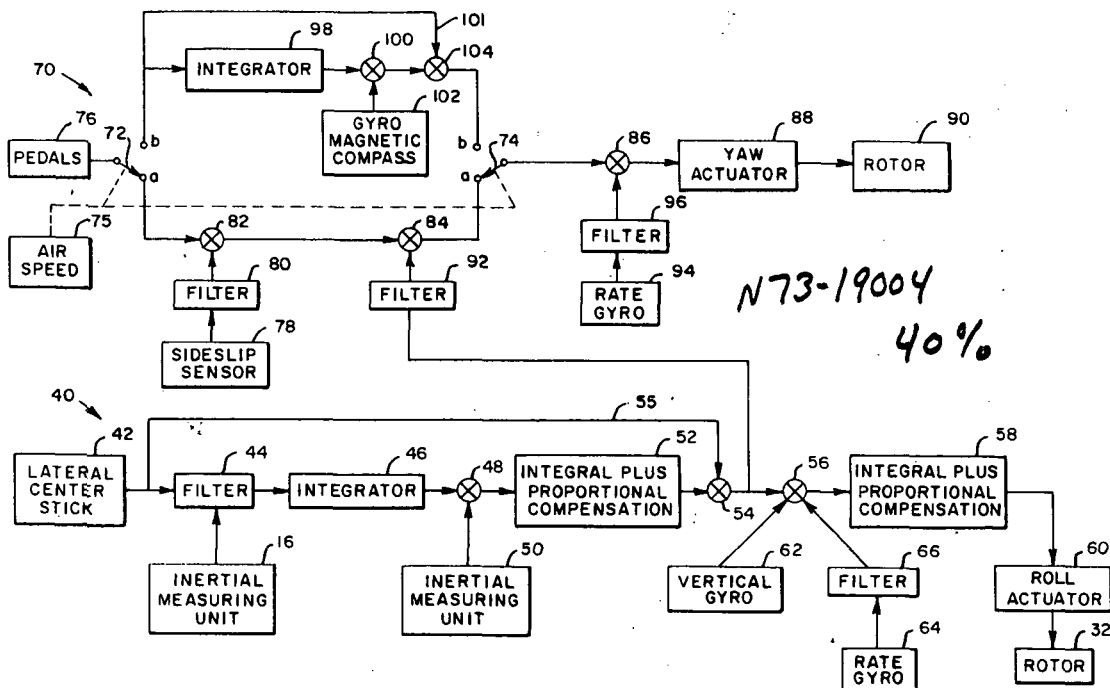 98
101
100
104
INTEGRATOR
70
102
76
72
b
GYRO
MAGNETIC
COMPASS
b
74
86
88
90
PEDALS
a
a
YAW
ACTUATOR
ROTOR
75
82
84
96
AIR
SPEED
80
92
FILTER
94
FILTER
FILTER
RATE
GYRO
N73-19004
40%
78
SIDESLIP
SENSOR
40
55
42
44
46
52
58
LATERAL
CENTER
STICK
FILTER
INTEGRATOR
48
INTEGRAL PLUS
PROPORTIONAL
COMPENSATION
54
56
INTEGRAL PLUS
PROPORTIONAL
COMPENSATION
16
50
62
66
60
INERTIAL
MEASURING
UNIT
INERTIAL
MEASURING
UNIT
VERTICAL
GYRO
FILTER
ROLL
ACTUATOR
64
32
RATE
GYRO
ROTOR